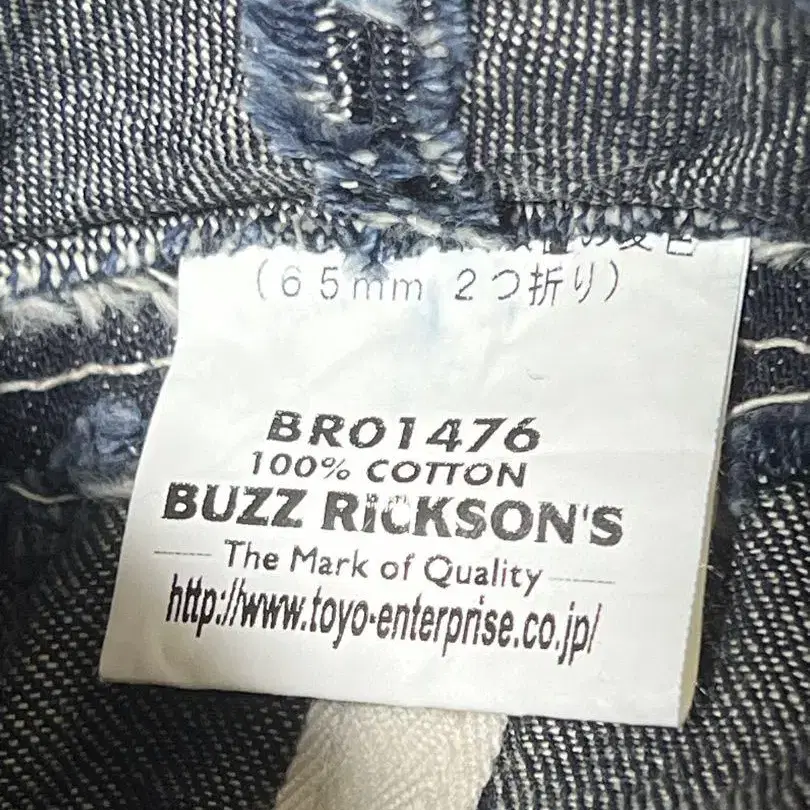 (65mm 2つ折り)
BR01476
100% COTTON
BUZZ RICKSON'S
The Mark of Quality
http://www.toyo-enterprise.co.jp/